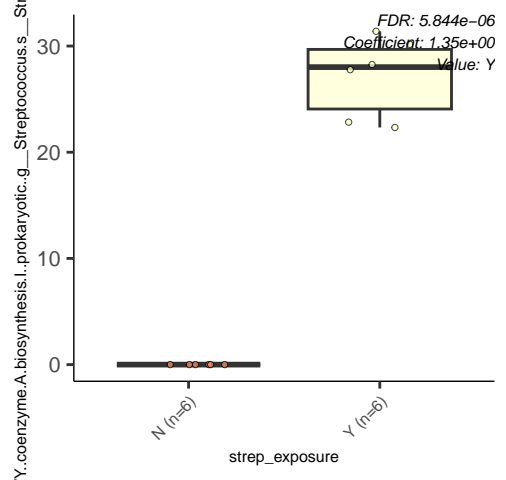 FDR: 5.844e−06
Coefficient: 1.35e+00
Value: Y
30
20
10
0
Y..coenzyme.A.biosynthesis.I..prokaryotic..g__Streptococcus.s__Str
N (n=6)
Y (n=6)
strep_exposure